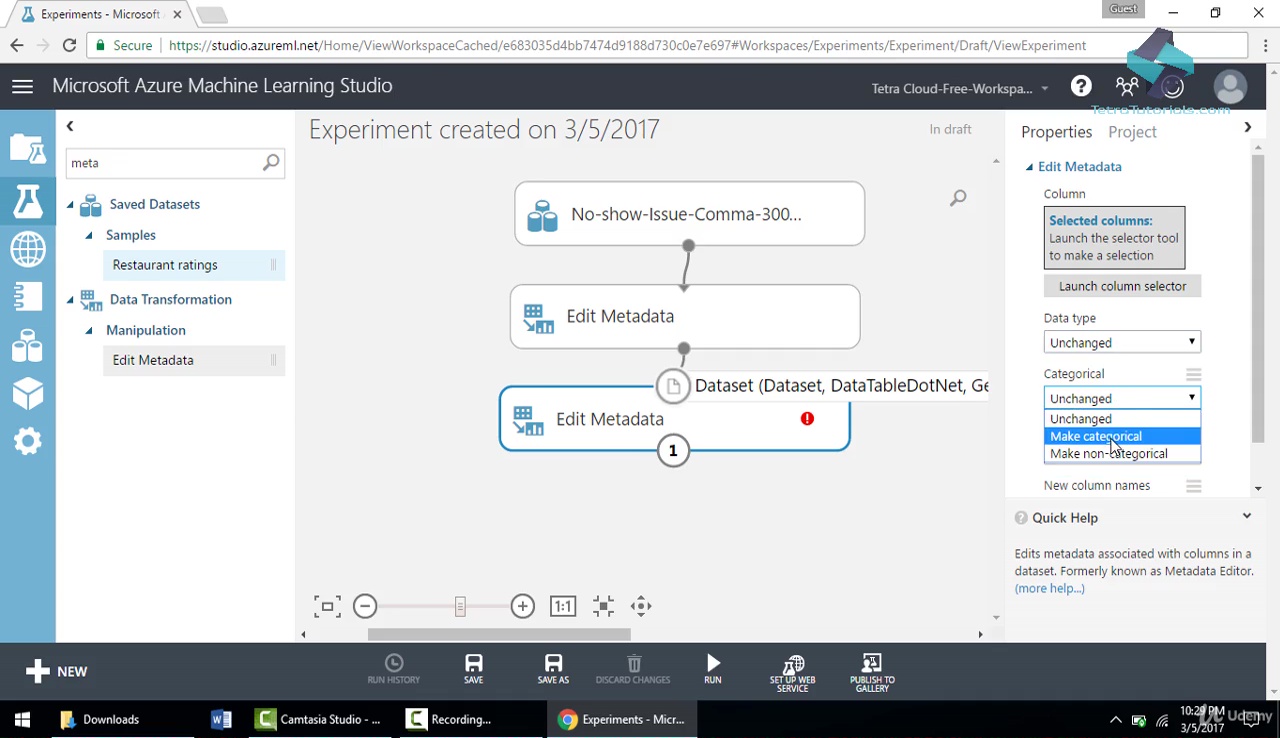 Experiments - Microsoft
Guest
Secure
https://studio.azureml.net/Home/ViewWorkspaceCached/e683035d4bb7474d9188d730c0e7e697#Workspaces/Experiments/Experiment/Draft/ViewExperiment
Microsoft Azure Machine Learning Studio
Tetra Cloud-Free-Workspa...
TetraTutorials.com
Experiment created on 3/5/2017
In draft
Properties
Project
meta
Saved Datasets
Samples
Restaurant ratings
Data Transformation
Manipulation
Edit Metadata
No-show-Issue-Comma-300...
Edit Metadata
Dataset (Dataset, DataTableDotNet, Ge
Edit Metadata
1
Edit Metadata
Column
Selected columns:
Launch the selector tool
to make a selection
Launch column selector
Data type
Unchanged
Categorical
Unchanged
Unchanged
Make categorical
Make non-categorical
New column names
Quick Help
Edits metadata associated with columns in a
dataset. Formerly known as Metadata Editor.
(more help...)
1:1
NEW
RUN HISTORY
SAVE
SAVE AS
DISCARD CHANGES
RUN
SET UP WEB
SERVICE
PUBLISH TO
GALLERY
Downloads
Camtasia Studio - ...
Recording...
Experiments - Micr...
10:29 PM
3/5/2017
Udemy